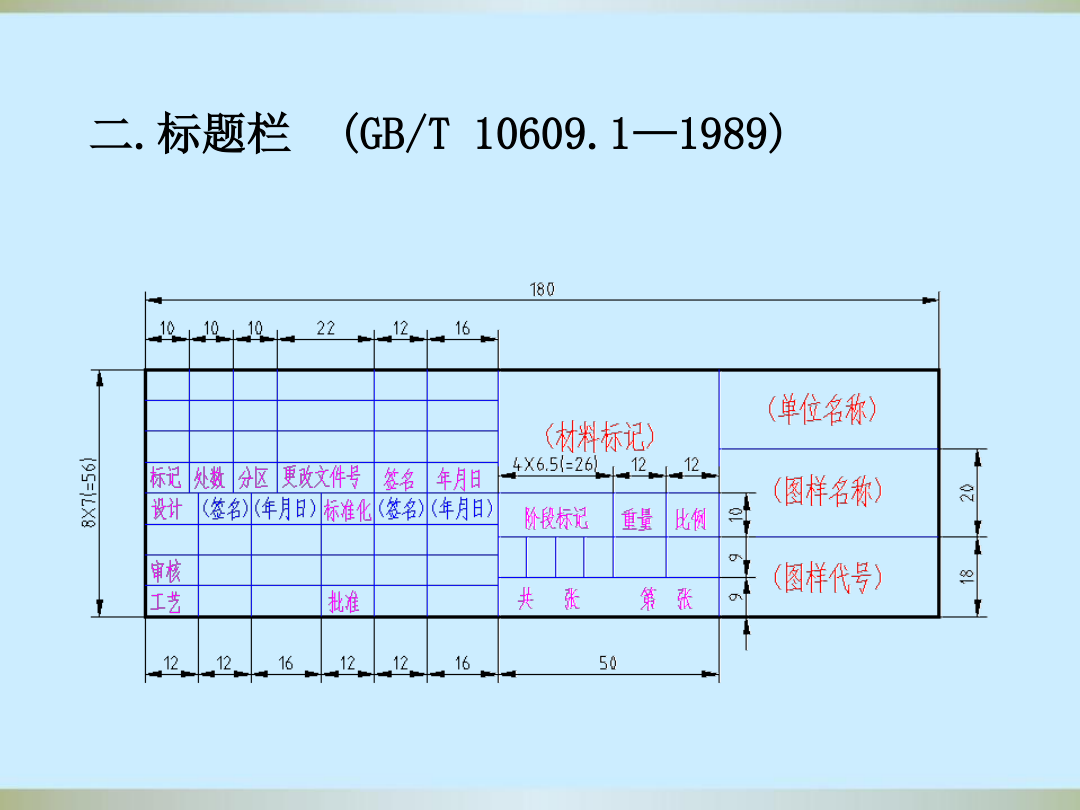 二.标题栏 (GB/T 10609.1—1989)
180
10 10 10 22 12 16
(单位名称)
(材料标记)
4X6.5(=26) 12 12
8X7(=56)
标记 处数 分区 更改文件号 签名 年月日
(图样名称)
20
设计 (签名) (年月日) 标准化 (签名) (年月日)
阶段标记 重量 比例
10
9
审核
(图样代号)
18
工艺 批准
共 张 第 张
9
12 12 16 12 12 16 50